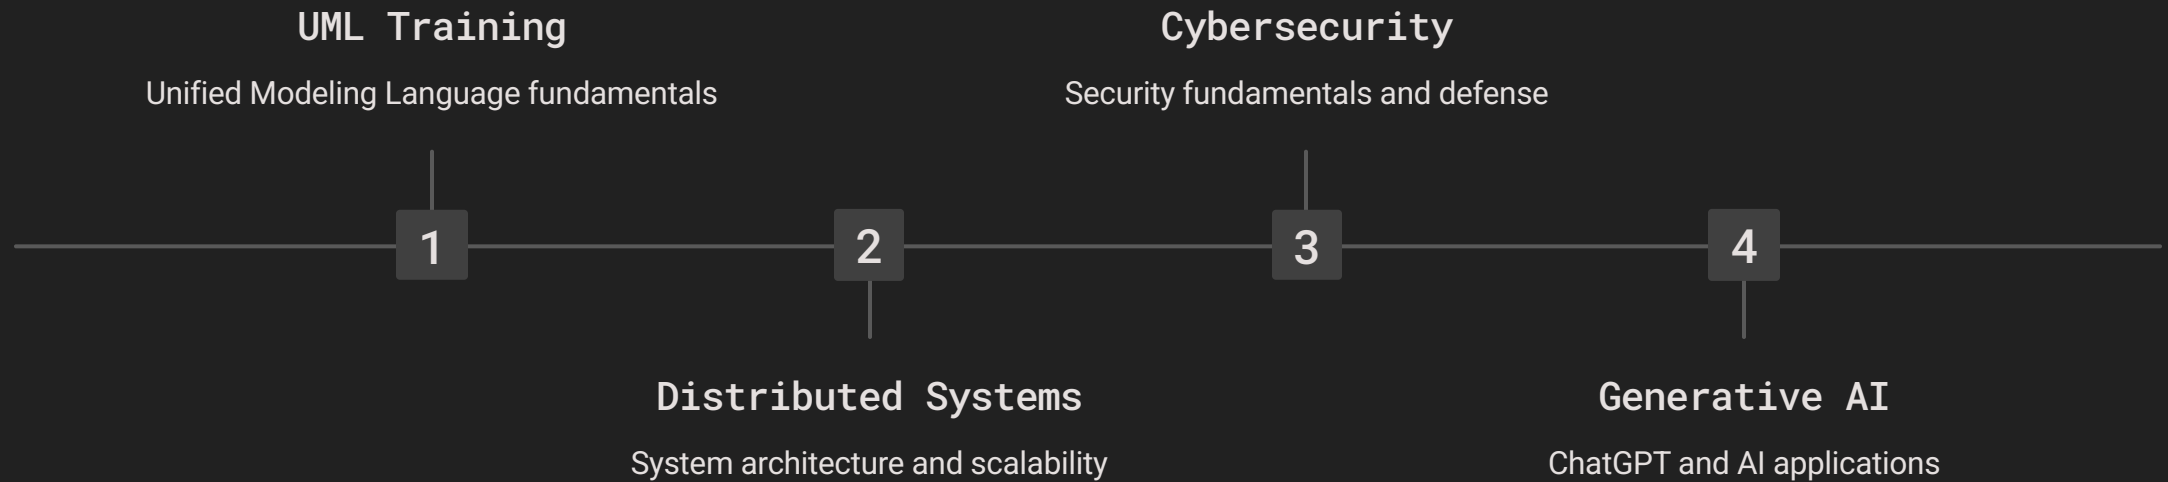 UML Training
Unified Modeling Language fundamentals
1
2
Distributed Systems
System architecture and scalability
Cybersecurity
Security fundamentals and defense
3
4
Generative AI
ChatGPT and AI applications